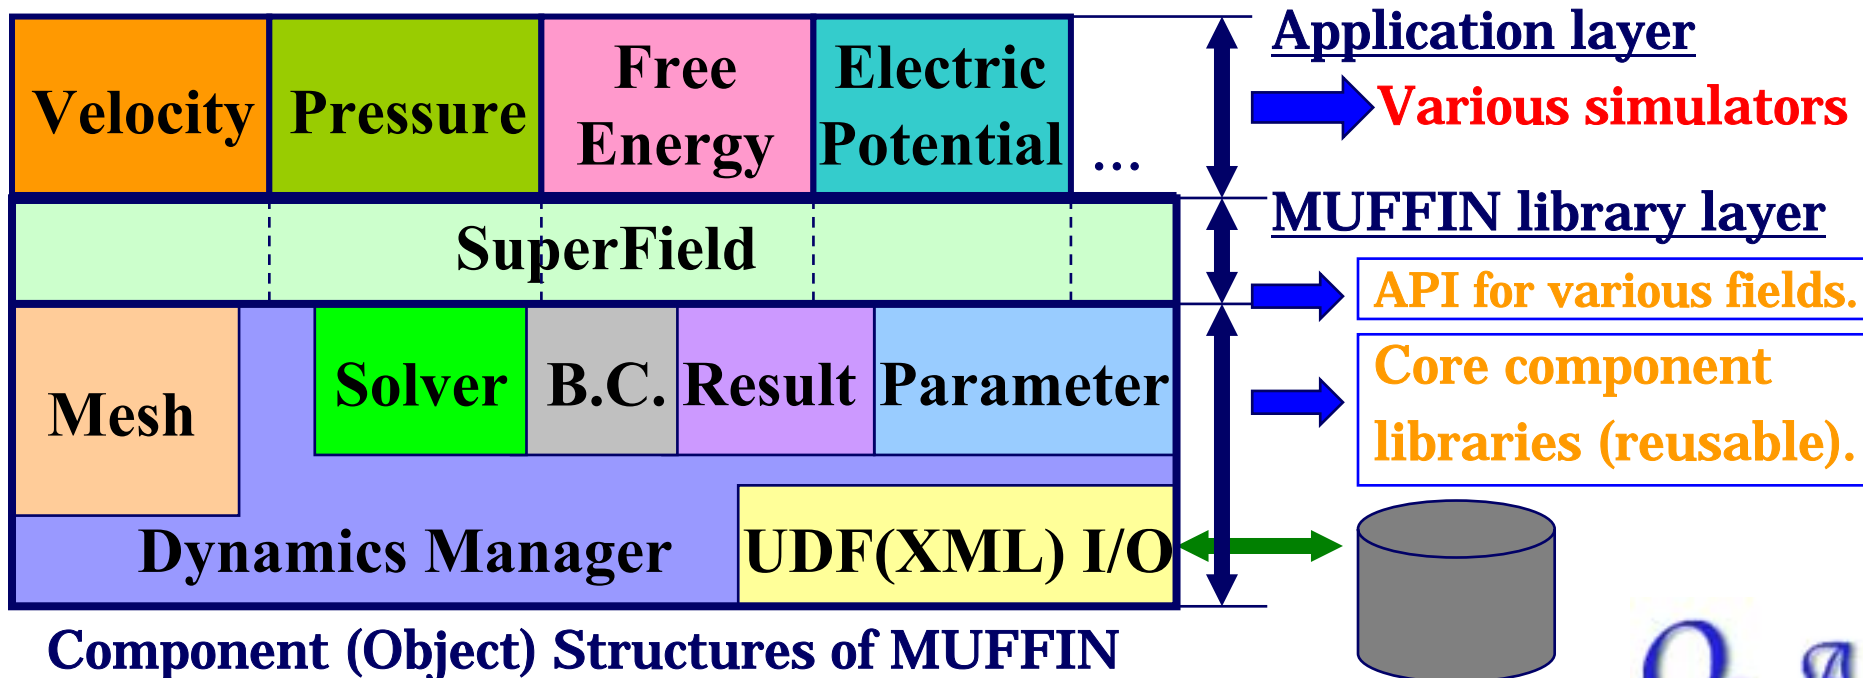 Velocity
Pressure
Free
Energy
Electric
Potential
...
Application layer
Various simulators
SuperField
MUFFIN library layer
API for various fields.
Mesh
Solver
B.C.
Result
Parameter
Core component
libraries (reusable).
Dynamics Manager
UDF(XML) I/O
Component (Object) Structures of MUFFIN